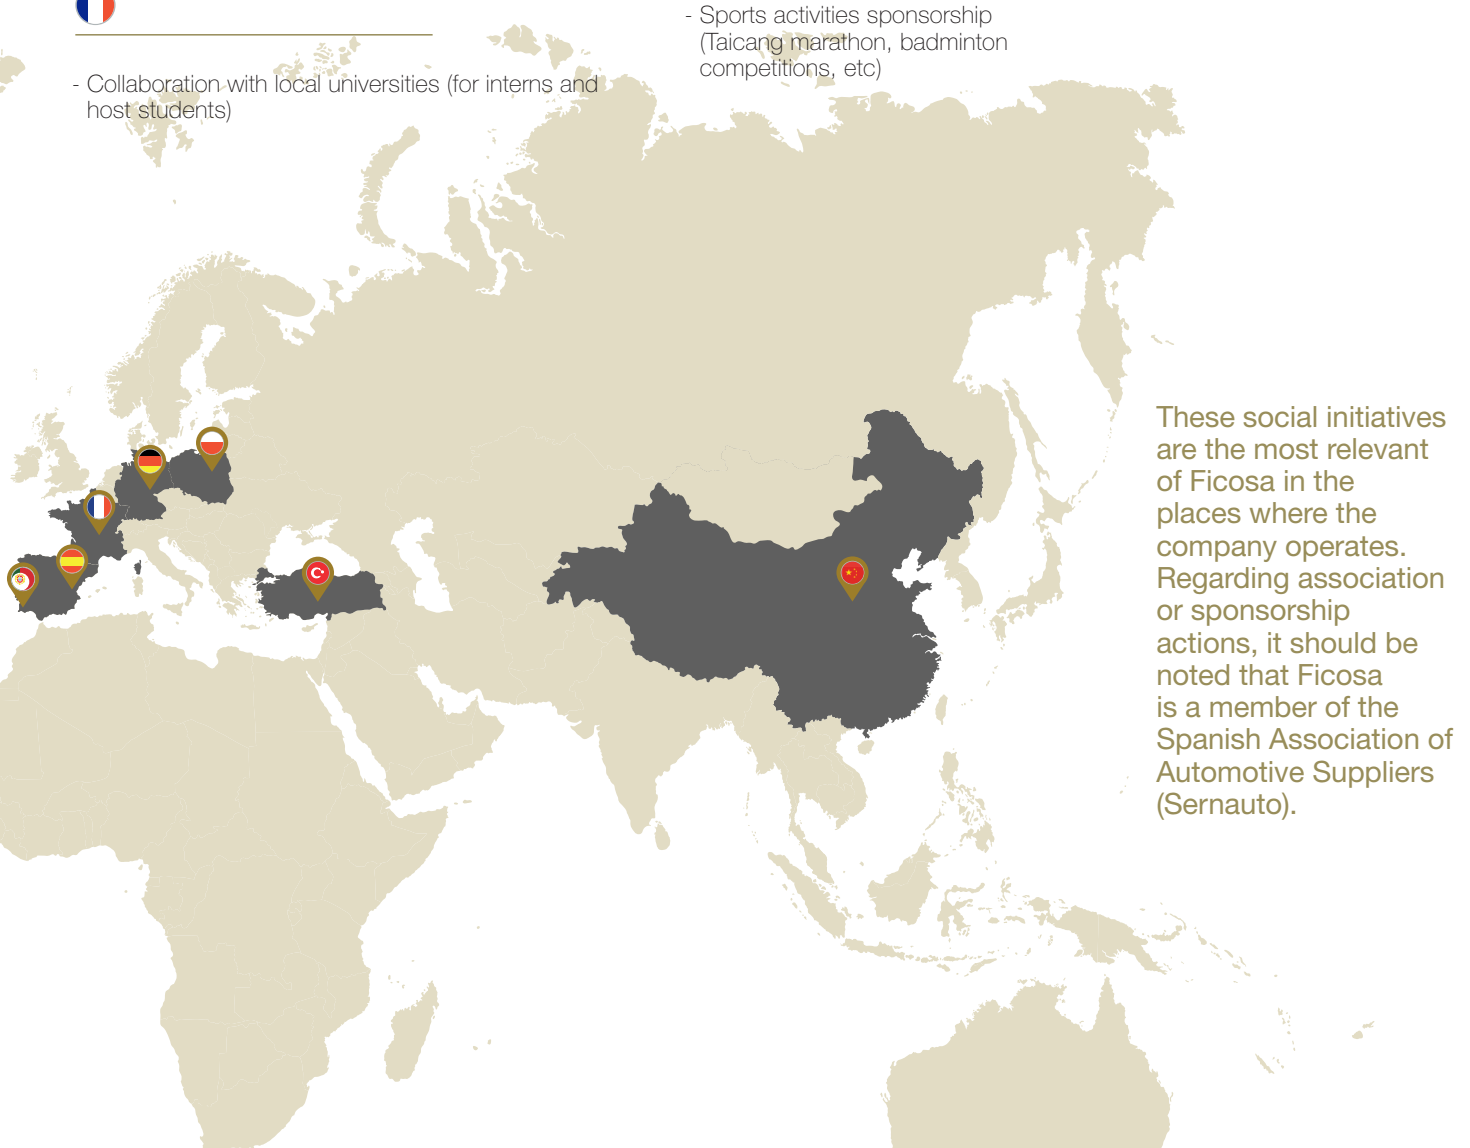 - Collaboration with local universities (for interns and
host students)
- Sports activities sponsorship
(Taicang marathon, badminton
competitions, etc)
These social initiatives
are the most relevant
of Ficosa in the
places where the
company operates.
Regarding association
or sponsorship
actions, it should be
noted that Ficosa
is a member of the
Spanish Association of
Automotive Suppliers
(Sernauto).